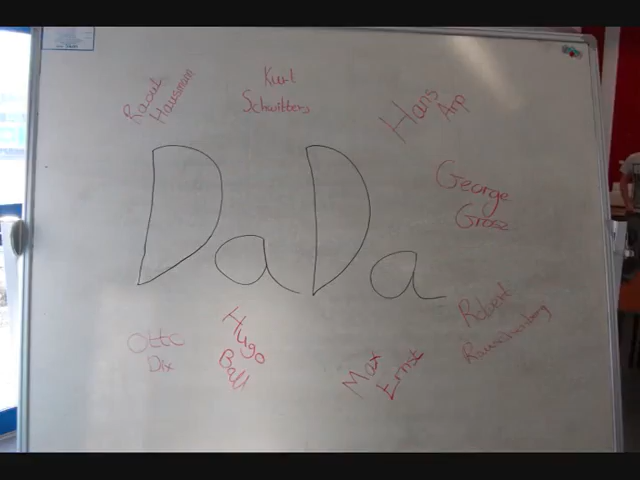 Raoul
Hausmann
Kurt
Schwitters
Hans
Arp
George
Grosz
DaDa
Robert
Rauschenberg
Otto
Dix
Hugo
Ball
Max
Ernst